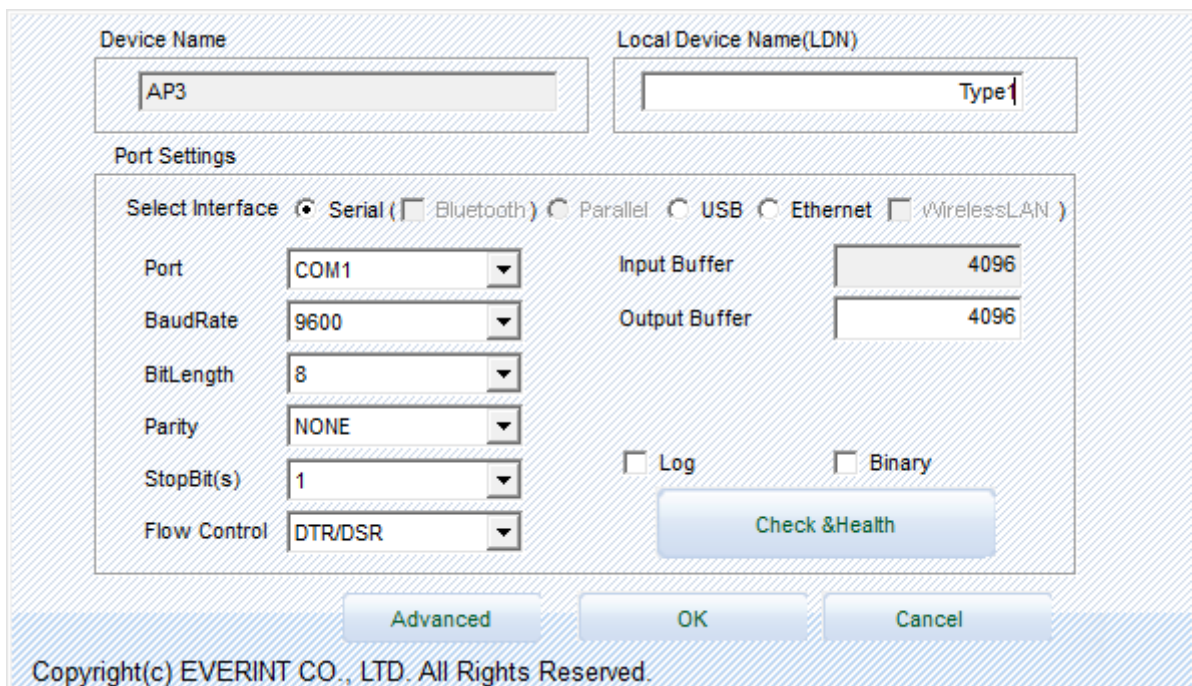 Device Name Local Device Name(LDN)
AP3 Type1
Port Settings
Select Interface Serial ( Bluetooth ) Parallel USB Ethernet WirelessLAN )
Port COM1 Input Buffer 4096
BaudRate 9600 Output Buffer 4096
BitLength 8
Parity NONE
Log Binary
StopBit(s) 1
Check &Health
Flow Control DTR/DSR
Advanced OK Cancel
Copyright(c) EVERINT CO., LTD. All Rights Reserved.